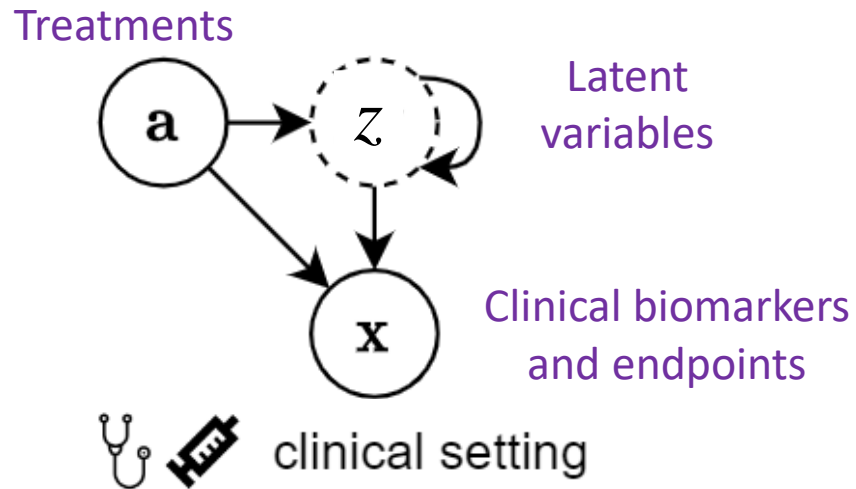 Treatments
a
z
Latent
variables
x
Clinical biomarkers
and endpoints
clinical setting